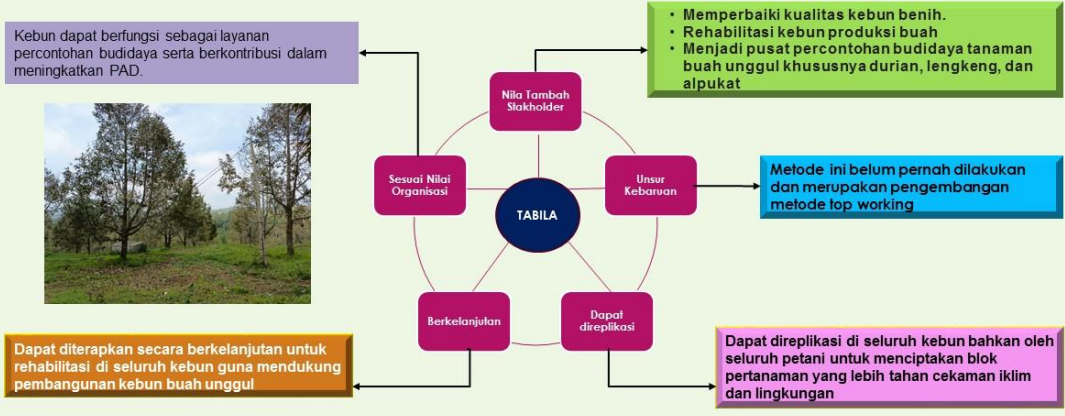 Kebun dapat berfungsi sebagai layanan
percontohan budidaya serta berkontribusi dalam
meningkatkan PAD.
• Memperbaiki kualitas kebun benih.
• Rehabilitasi kebun produksi buah
• Menjadi pusat percontohan budidaya tanaman
buah unggul khususnya durian, lengkeng, dan
alpukat
Nila Tambah
Stakholder
Sesuai Nilai
Organisasi
Unsur
Kebaruan
Metode ini belum pernah dilakukan
dan merupakan pengembangan
metode top working
TABILA
Berkelanjutan
Dapat
direplikasi
Dapat diterapkan secara berkelanjutan untuk
rehabilitasi di seluruh kebun guna mendukung
pembangunan kebun buah unggul
Dapat direplikasi di seluruh kebun bahkan oleh
seluruh petani untuk menciptakan blok
pertanaman yang lebih tahan cekaman iklim
dan lingkungan